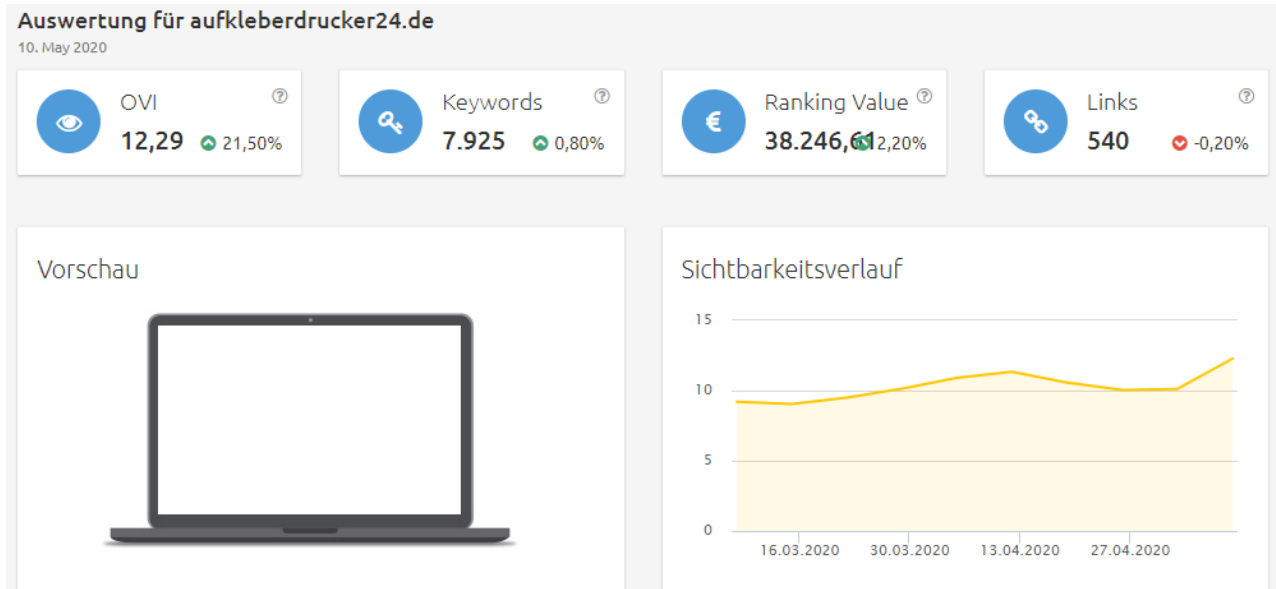 Auswertung für aufkleberdrucker24.de
10. May 2020
OVI ?
12,29 21,50%
Keywords ?
7.925 0,80%
Ranking Value ?
€
38.246,61 2,20%
Links ?
540 -0,20%
Vorschau
Sichtbarkeitsverlauf
15
10
5
0
16.03.2020 30.03.2020 13.04.2020 27.04.2020